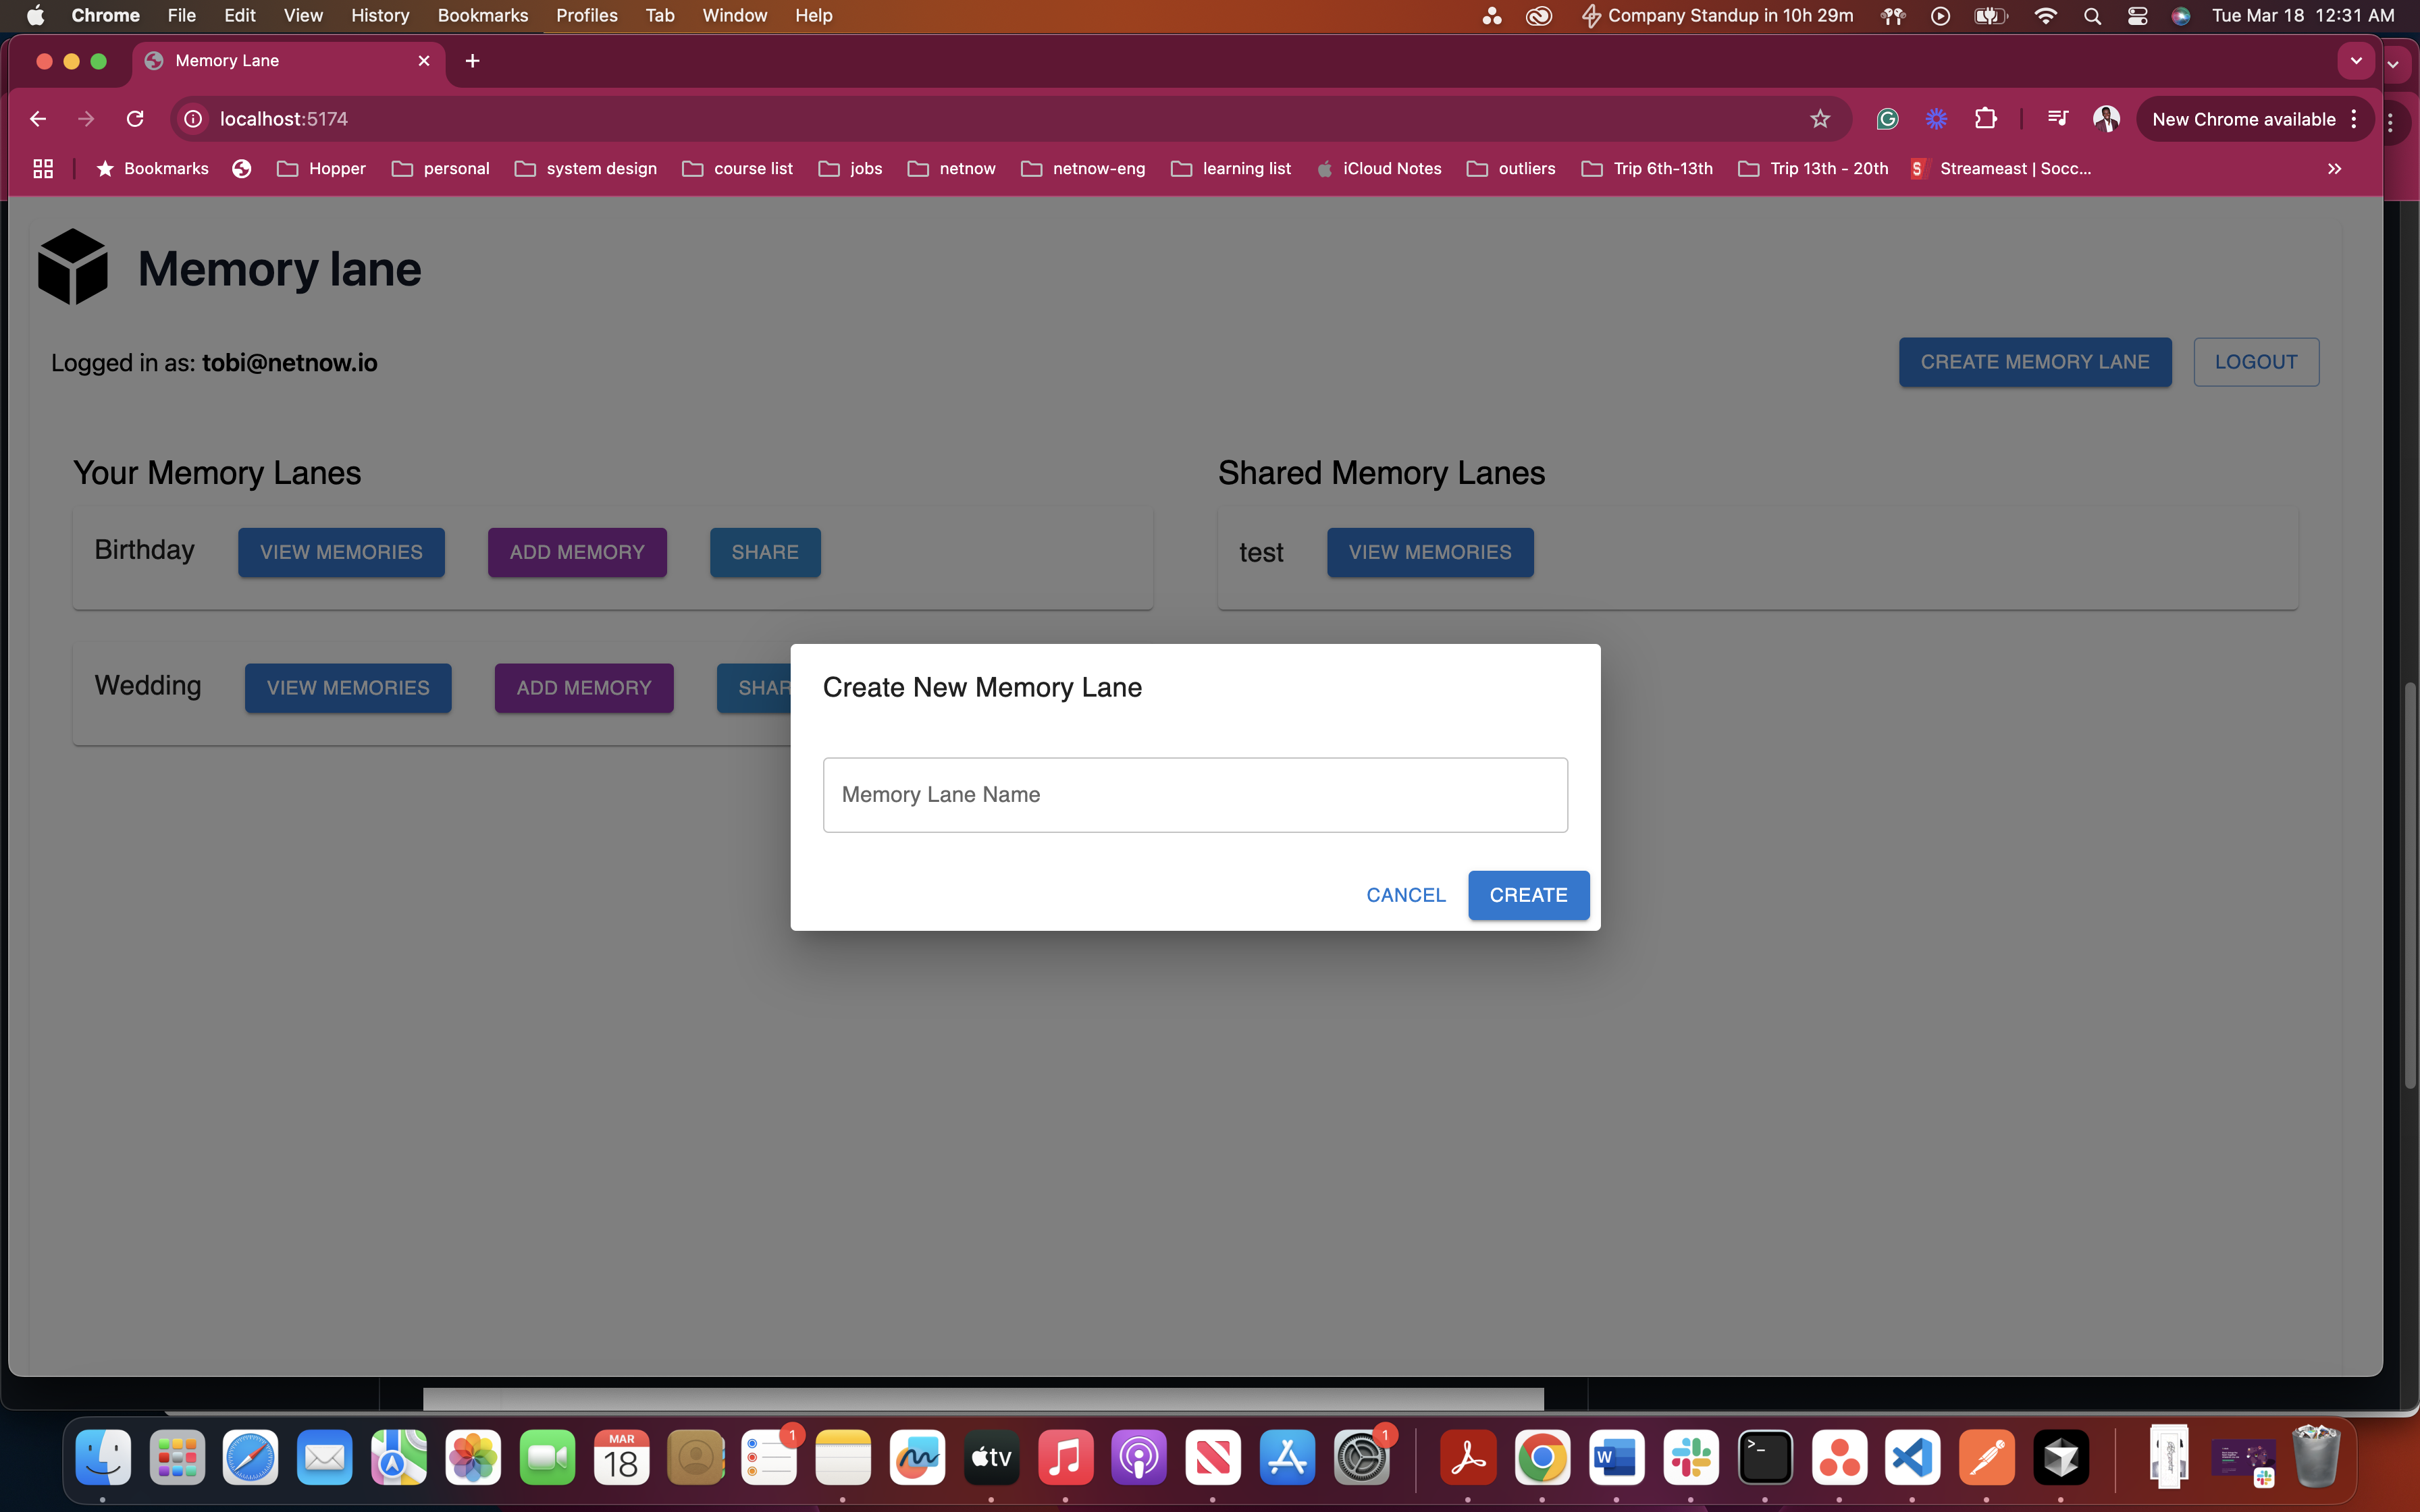 Chrome File Edit View History Bookmarks Profiles Tab Window Help Company Standup in 10h 29m Tue Mar 18 12:31 AM
Memory Lane
localhost:5174 New Chrome available
Bookmarks Hopper personal system design course list jobs netnow netnow-eng learning list iCloud Notes outliers Trip 6th-13th Trip 13th - 20th S Streameast | Socc...
Memory lane
Logged in as: tobi@netnow.io CREATE MEMORY LANE LOGOUT
Your Memory Lanes
Birthday VIEW MEMORIES ADD MEMORY SHARE
Wedding VIEW MEMORIES ADD MEMORY SHAR
Shared Memory Lanes
test VIEW MEMORIES
Create New Memory Lane
Memory Lane Name
CANCEL CREATE
MAR
18
1
tv
1
W